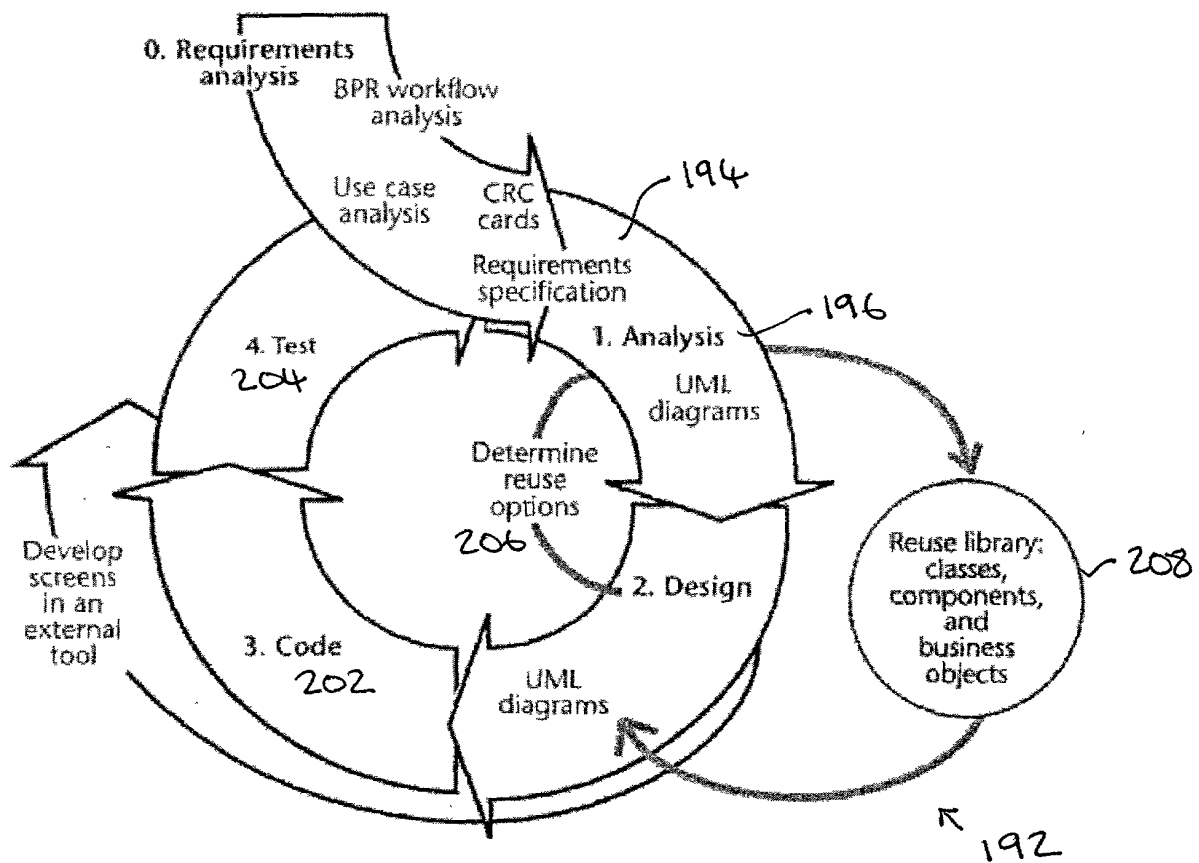 0. Requirements
analysis
BPR workflow
analysis
Use case
analysis
CRC
cards
194
Requirements
specification
196
1. Analysis
UML
diagrams
4. Test
204
Determine
reuse
options
206
Develop
screens
in an
external
tool
Reuse library:
classes,
components,
and
business
objects
208
2. Design
3. Code
202
UML
diagrams
192